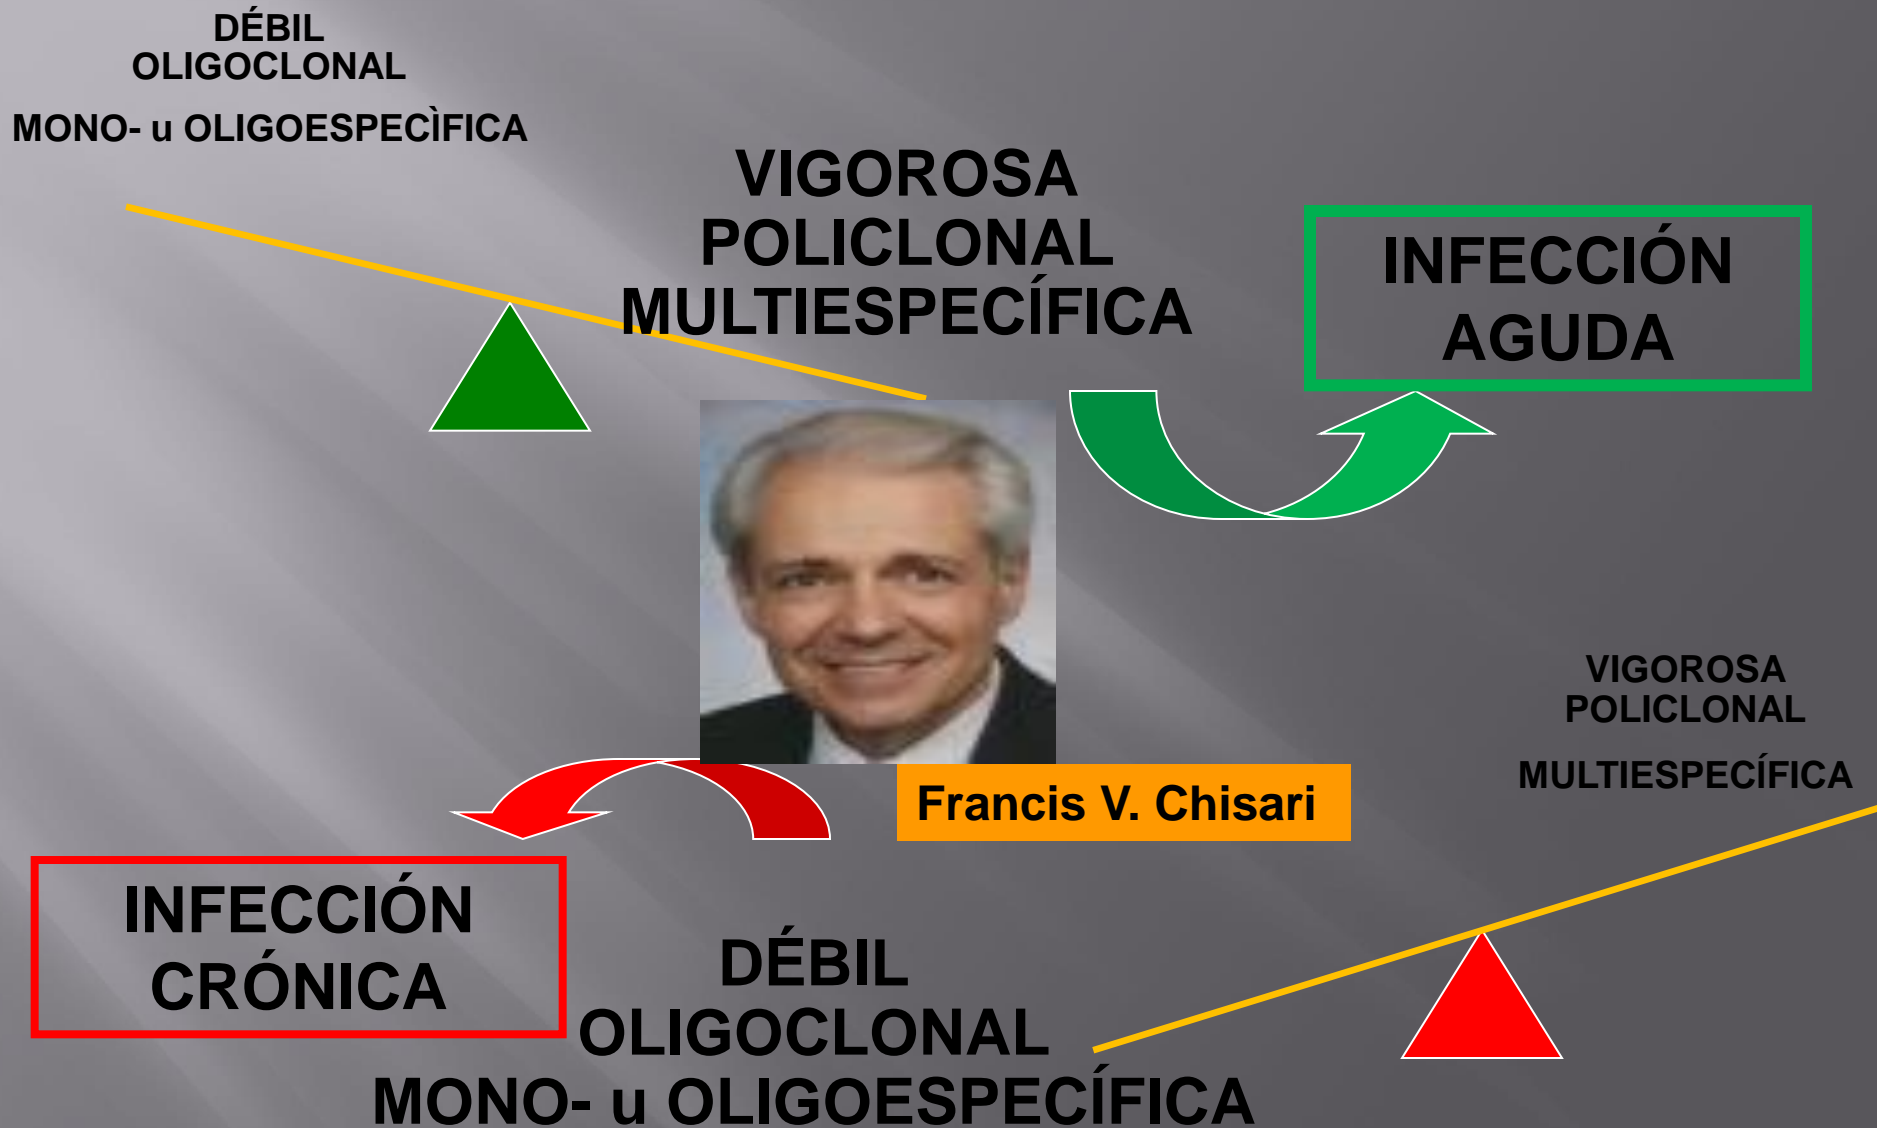 DÉBIL
OLIGOCLONAL
MONO- u OLIGOESPECÌFICA
VIGOROSA
POLICLONAL
MULTIESPECÍFICA
INFECCIÓN
AGUDA
Francis V. Chisari
VIGOROSA
POLICLONAL
MULTIESPECÍFICA
INFECCIÓN
CRÓNICA
DÉBIL
OLIGOCLONAL
MONO- u OLIGOESPECÍFICA